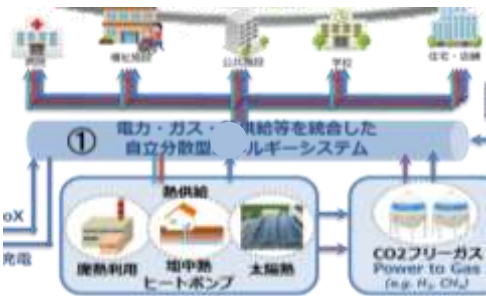 病院
福祉施設
公共施設
学校
住宅・店舗
① 電力・ガス・ 供給等を統合した
自立分散型 ルギーシステム
熱供給
oX
充電
廃熱利用
地中熱
ヒートポンプ
太陽熱
CO2フリーガス
Power to Gas
(e.g. H₂, CH₄)